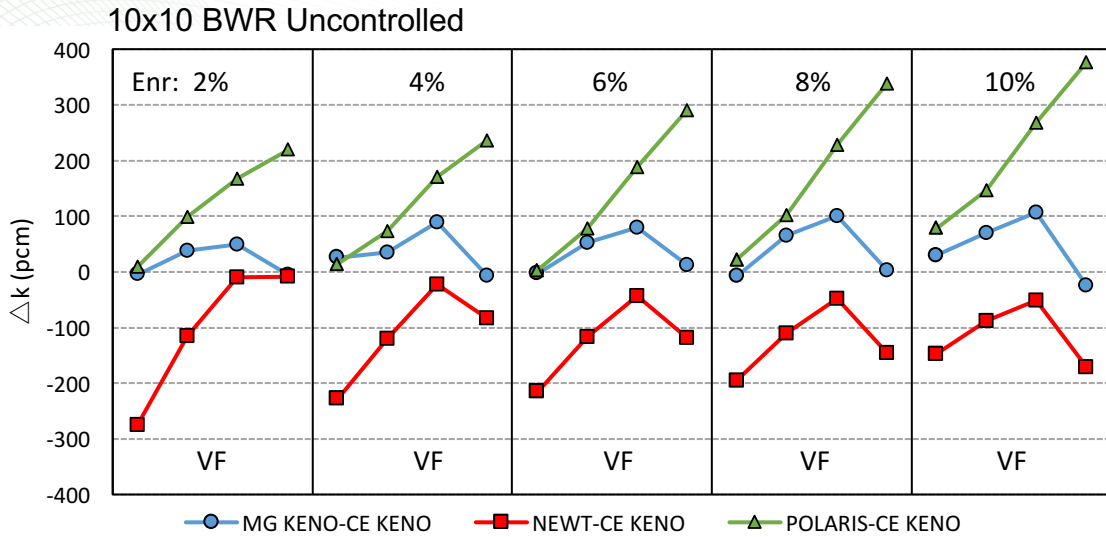 10x10 BWR Uncontrolled
400
300
200
100
0
-100
-200
-300
-400
△k (pcm)
Enr: 2%
4%
6%
8%
10%
VF
VF
VF
VF
VF
MG KENO-CE KENO
NEWT-CE KENO
POLARIS-CE KENO